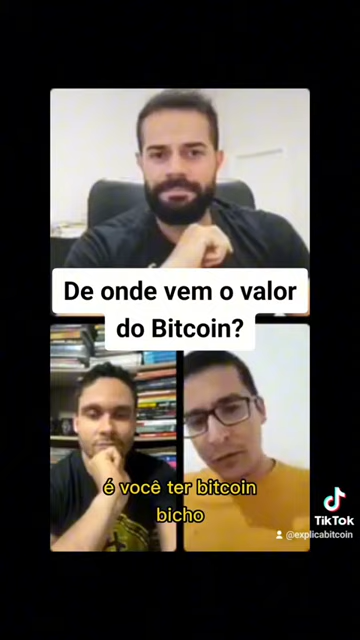 De onde vem o valor
do Bitcoin?
é você ter bitcoin
bicho
TikTok
@explicabitcoin